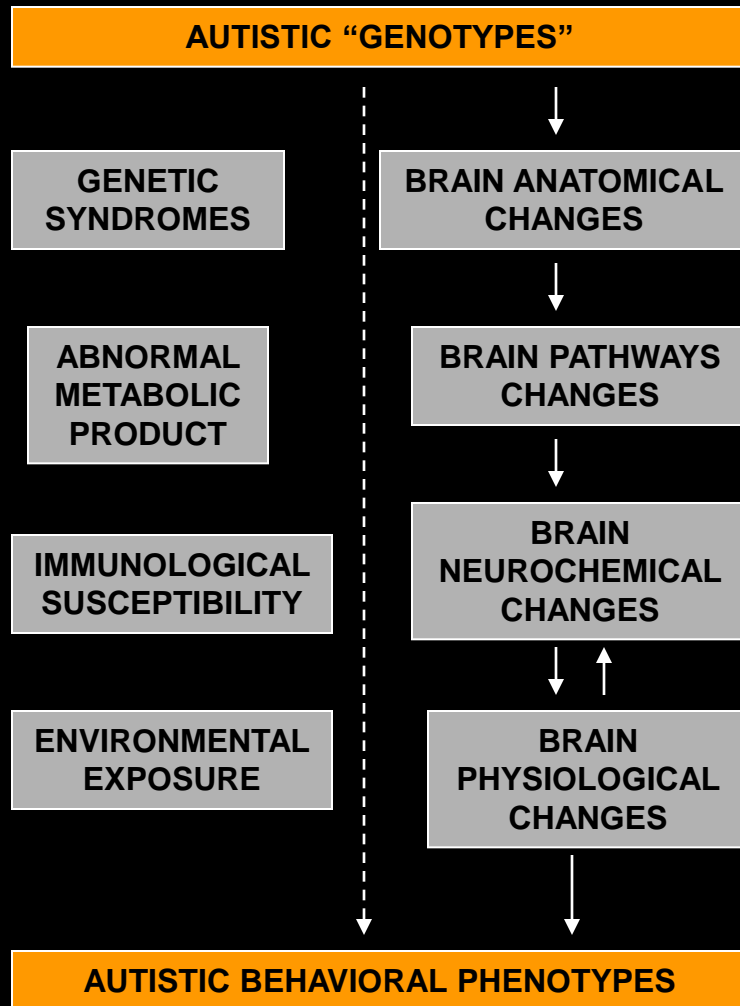 AUTISTIC “GENOTYPES”
GENETIC
SYNDROMES
BRAIN ANATOMICAL
CHANGES
ABNORMAL
METABOLIC
PRODUCT
BRAIN PATHWAYS
CHANGES
IMMUNOLOGICAL
SUSCEPTIBILITY
BRAIN
NEUROCHEMICAL
CHANGES
ENVIRONMENTAL
EXPOSURE
BRAIN
PHYSIOLOGICAL
CHANGES
AUTISTIC BEHAVIORAL PHENOTYPES